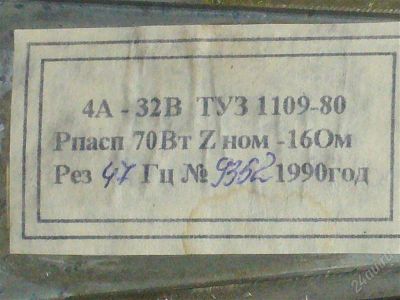 4А - 32В ТУЗ 1109-80
Рпасп 70Вт Z ном -16Ом
Рез 47 Гц № 9352 1990год